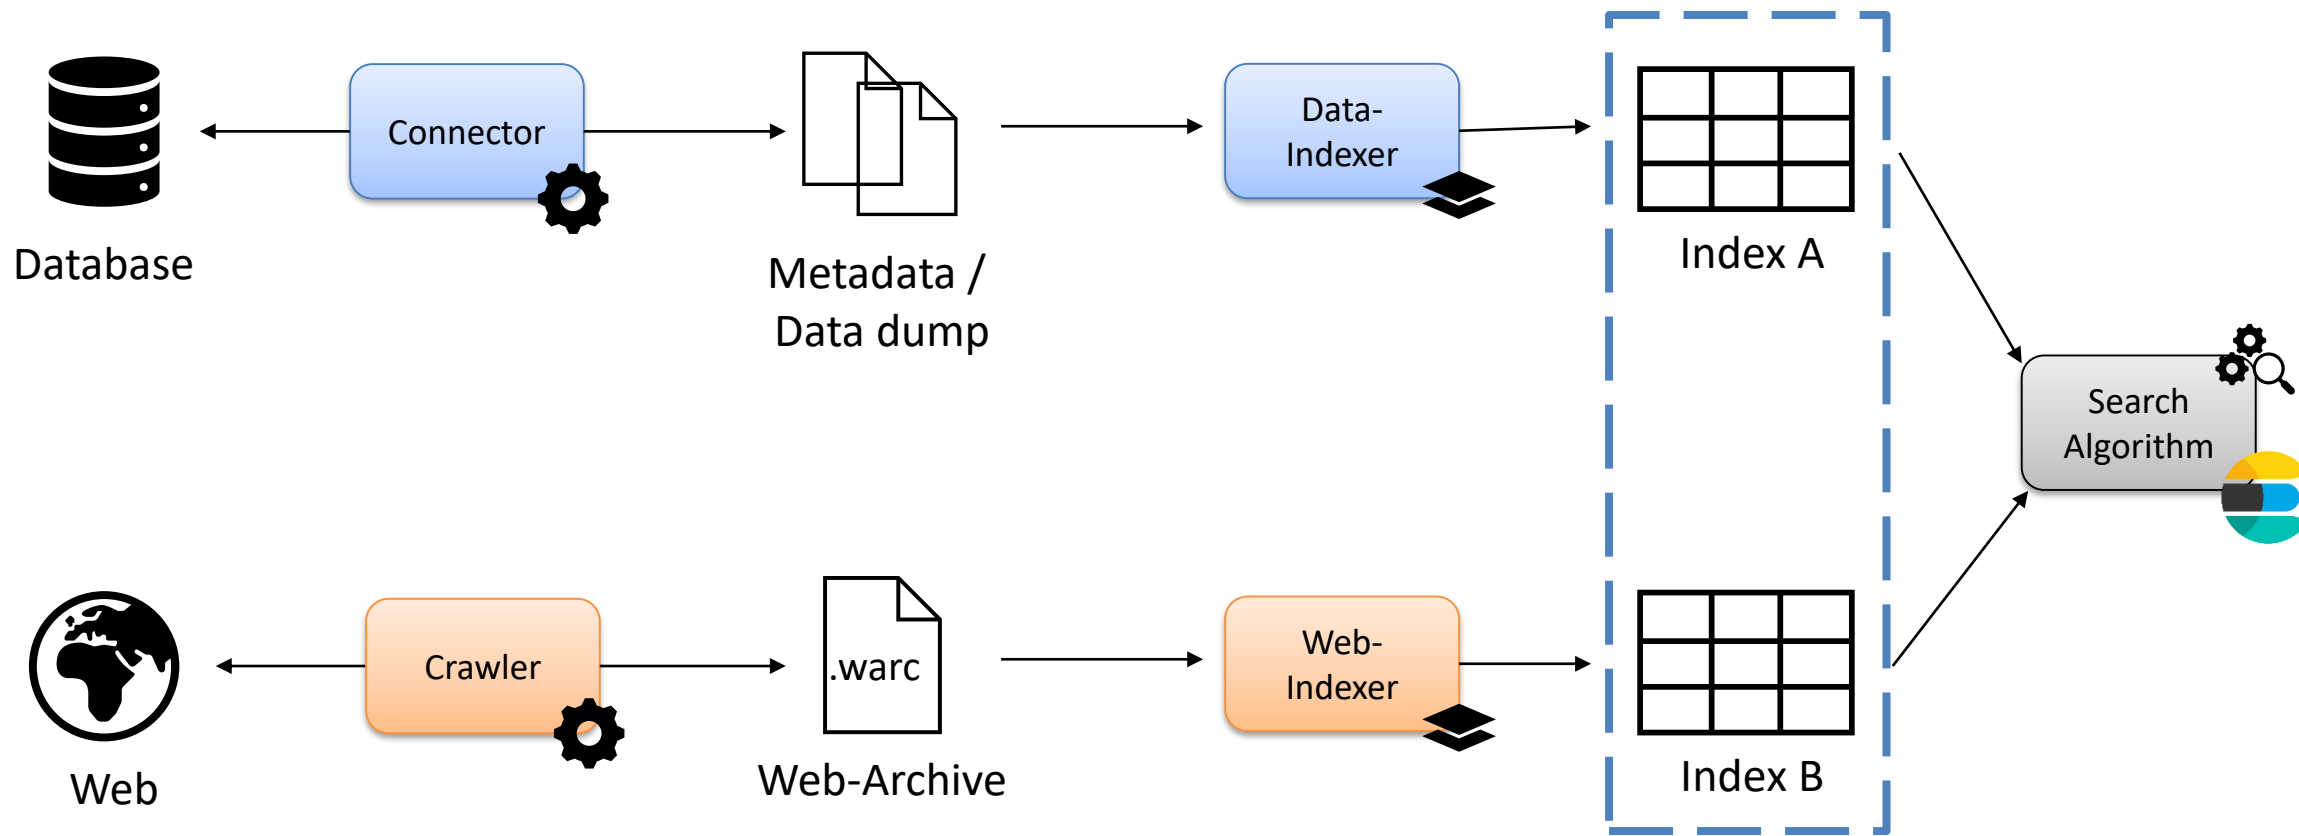 Connector
Data-
Indexer
Database
Metadata /
Data dump
Index A
Search
Algorithm
Crawler
.warc
Web-
Indexer
Web
Web-Archive
Index B